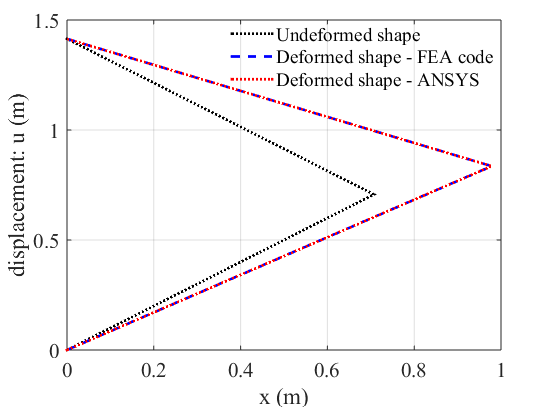 1.5
Undeformed shape
Deformed shape - FEA code
Deformed shape - ANSYS
1
0.5
0
displacement: u (m)
0 0.2 0.4 0.6 0.8 1
x (m)